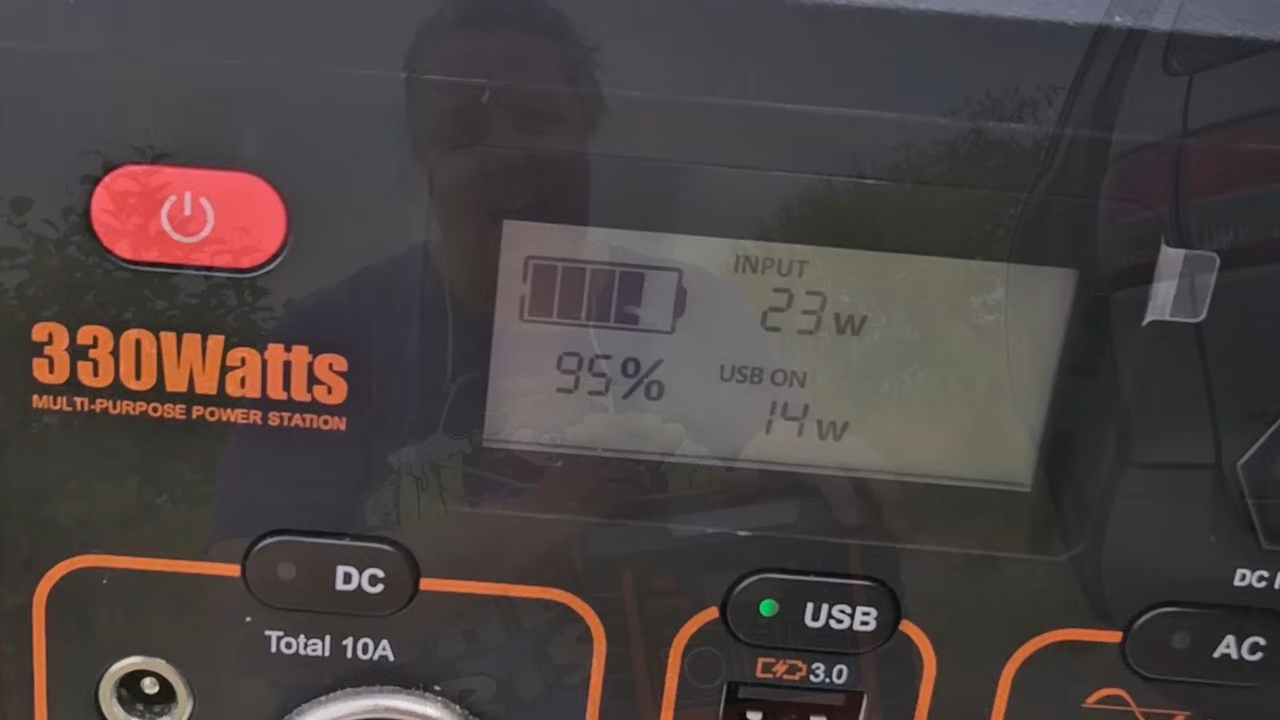 330Watts
MULTI-PURPOSE POWER STATION
INPUT
23w
95%
USB ON
14w
DC
Total 10A
USB
3.0
DC
AC